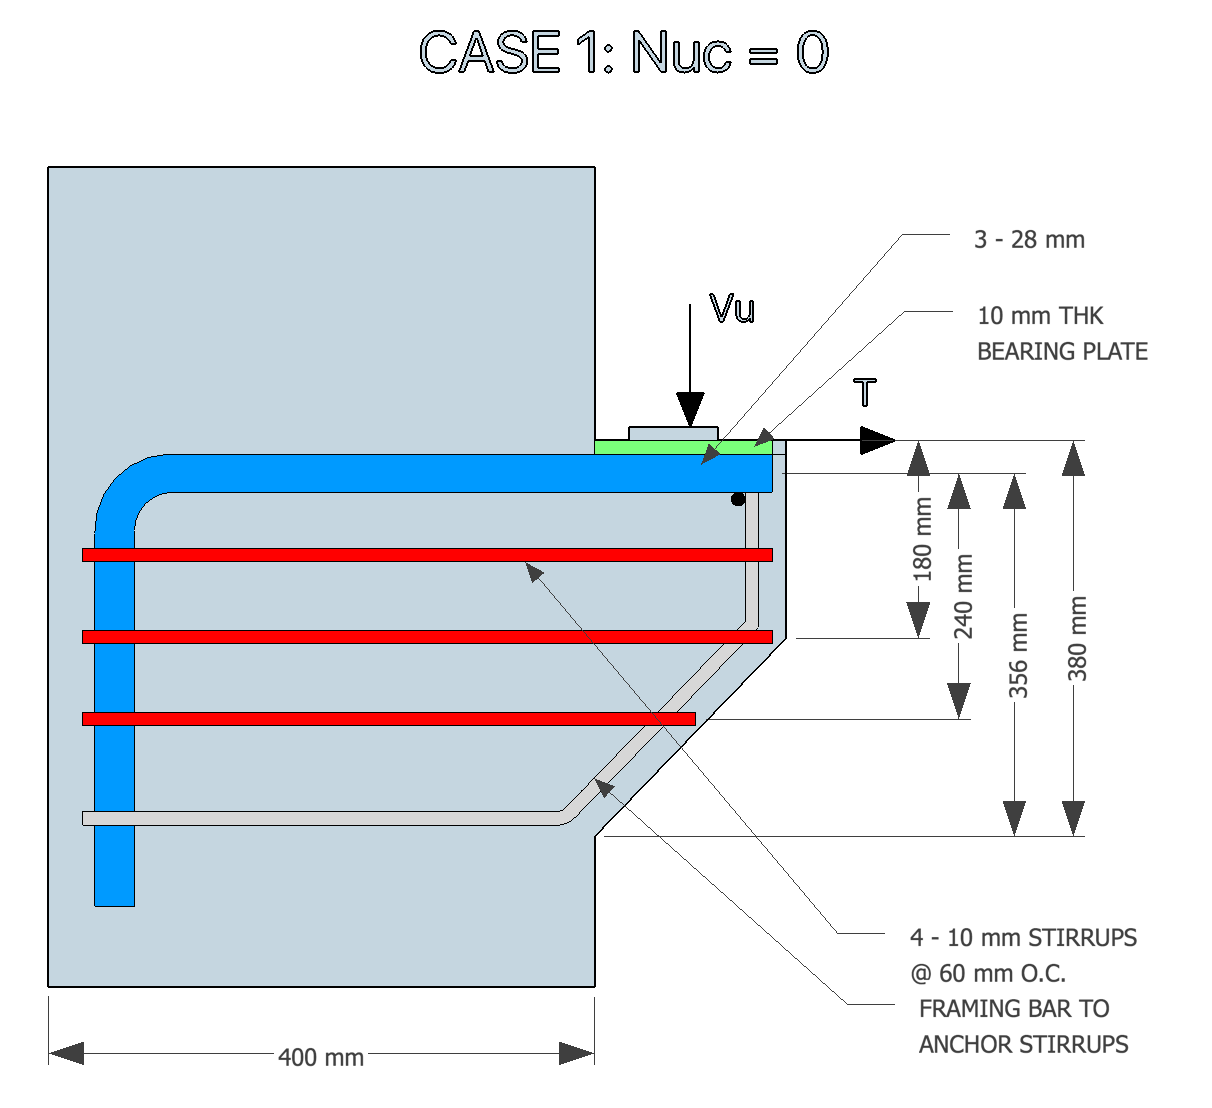 CASE 1: Nuc = 0
3 - 28 mm
Vu
10 mm THK
BEARING PLATE
T
180 mm
240 mm
356 mm
380 mm
4 - 10 mm STIRRUPS
@ 60 mm O.C.
FRAMING BAR TO
ANCHOR STIRRUPS
400 mm